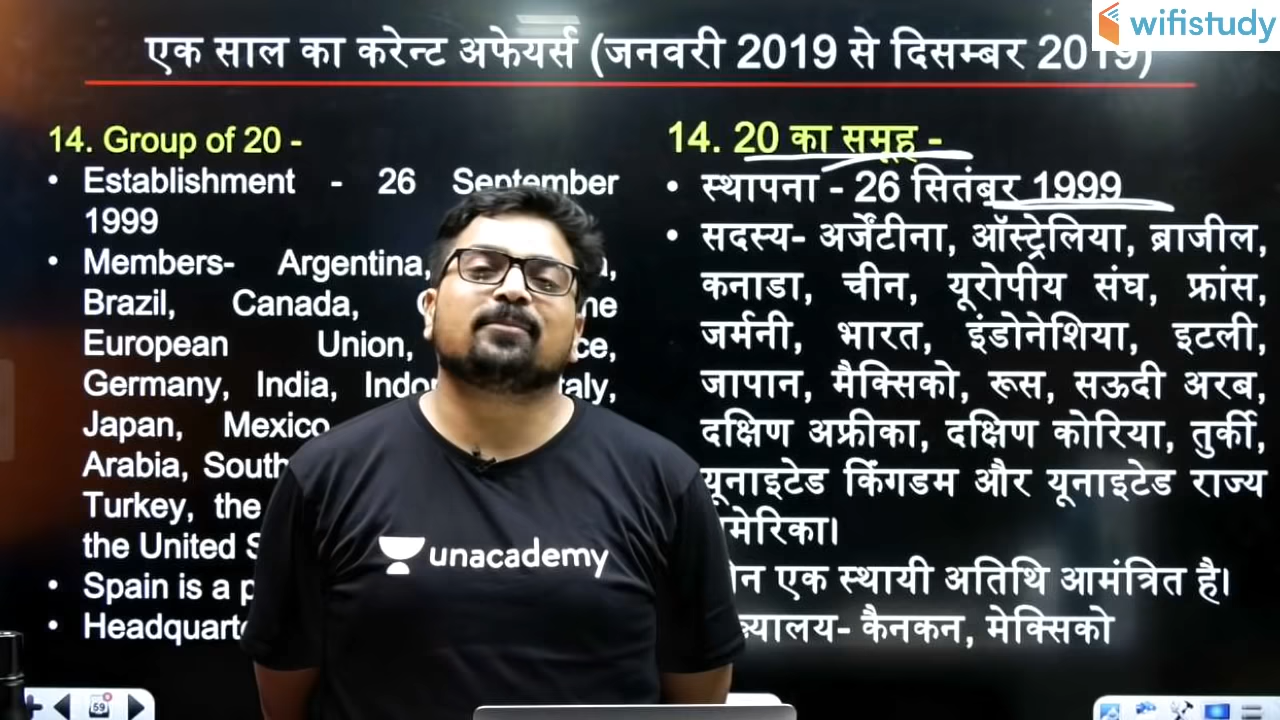 wifistudy
एक साल का करेन्ट अफेयर्स (जनवरी 2019 से दिसम्बर 2019)
14. Group of 20 -
• Establishment - 26 September
1999
• Members- Argentina,
Brazil, Canada,
European Union,
Germany, India,
Japan, Mexico
Arabia, South
Turkey, the
the United
• Spain is a
•
14. 20 का समूह -
• स्थापना - 26 सितंबर 1999
• सदस्य- अर्जेंटीना, ऑस्ट्रेलिया, ब्राजील,
कनाडा, चीन, यूरोपीय संघ, फ्रांस,
जर्मनी, भारत, इंडोनेशिया, इटली,
जापान, मैक्सिको, रूस, सऊदी अरब,
दक्षिण अफ्रीका, दक्षिण कोरिया, तुर्की,
यूनाइटेड किंगडम और यूनाइटेड राज्य
एक स्थायी अतिथि आमंत्रित है।
कैनकन, मेक्सिको
unacademy
59